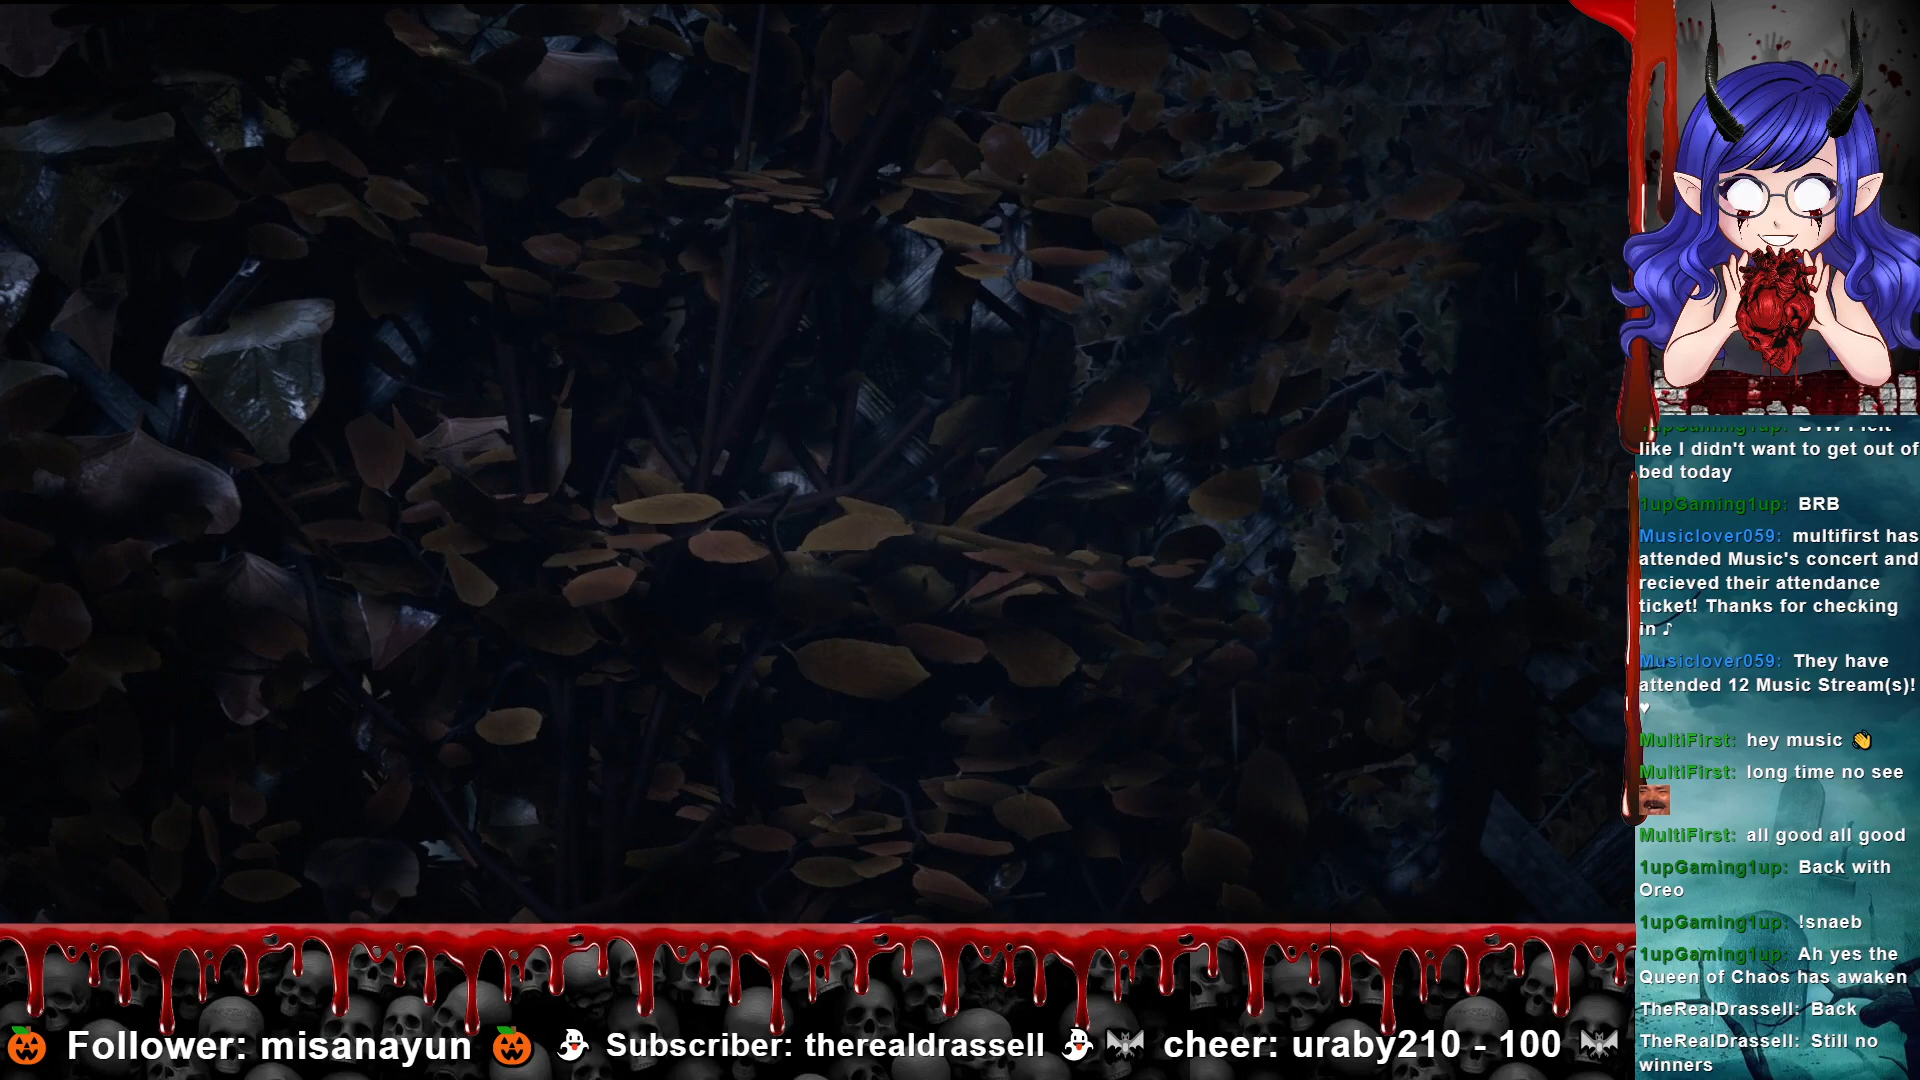 1upGaming1up: BTW I felt
like I didn't want to get out of
bed today
1upGaming1up: BRB
Musiclover059: multifirst has
attended Music's concert and
recieved their attendance
ticket! Thanks for checking
in ♪
Musiclover059: They have
attended 12 Music Stream(s)!
♥
MultiFirst: hey music 👋
MultiFirst: long time no see
MultiFirst: all good all good
1upGaming1up: Back with
Oreo
1upGaming1up: !snaeb
1upGaming1up: Ah yes the
Queen of Chaos has awaken
TheRealDrassell: Back
TheRealDrassell: Still no
winners
🎃 Follower: misanayun 🎃 👻 Subscriber: therealdrassell 👻 🦇 cheer: uraby210 - 100 🦇